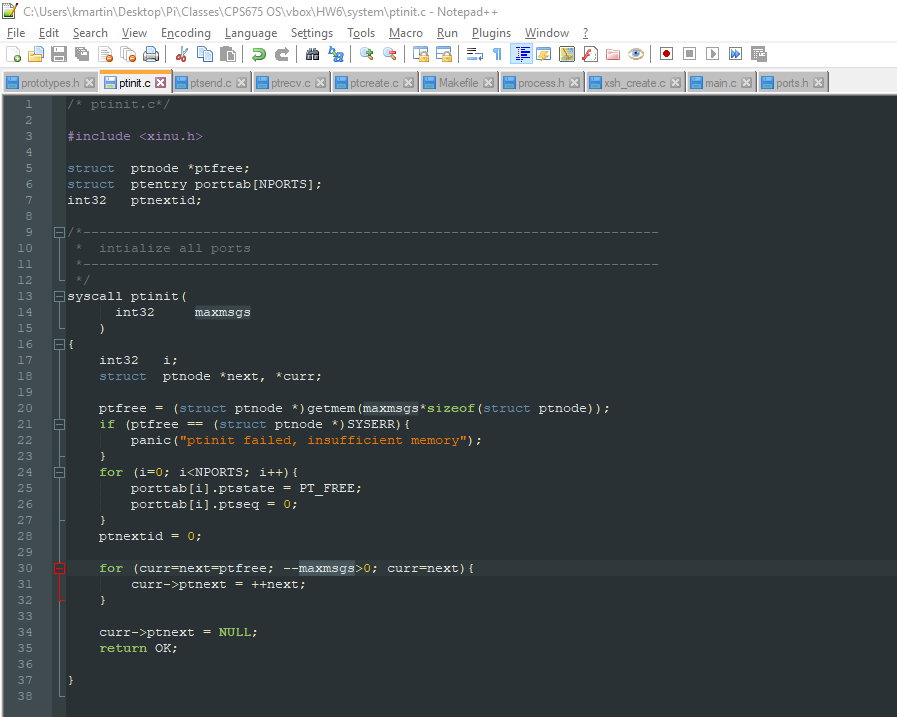 C:\Users\kmartin\Desktop\Pi\Classes\CPS675 OS\vbox\HW6\system\ptinit.c - Notepad++
File Edit Search View Encoding Language Settings Tools Macro Run Plugins Window ?
prototypes.h ptinit.c ptsend.c ptrecv.c ptcreate.c Makefile process.h xsh_create.c main.c ports.h
1 /* ptinit.c*/
2
3 #include <xinu.h>
4
5 struct  ptnode *ptfree;
6 struct  ptentry porttab[NPORTS];
7 int32   ptnextid;
8
9 /*------------------------------------------------------------------------
10  *  intialize all ports
11  *------------------------------------------------------------------------
12  */
13 syscall ptinit(
14       int32     maxmsgs
15     )
16 {
17     int32   i;
18     struct  ptnode *next, *curr;
19
20     ptfree = (struct ptnode *)getmem(maxmsgs*sizeof(struct ptnode));
21     if (ptfree == (struct ptnode *)SYSERR){
22         panic("ptinit failed, insufficient memory");
23     }
24     for (i=0; i<NPORTS; i++){
25         porttab[i].ptstate = PT_FREE;
26         porttab[i].ptseq = 0;
27     }
28     ptnextid = 0;
29
30     for (curr=next=ptfree; --maxmsgs>0; curr=next){
31         curr->ptnext = ++next;
32     }
33
34     curr->ptnext = NULL;
35     return OK;
36
37 }
38